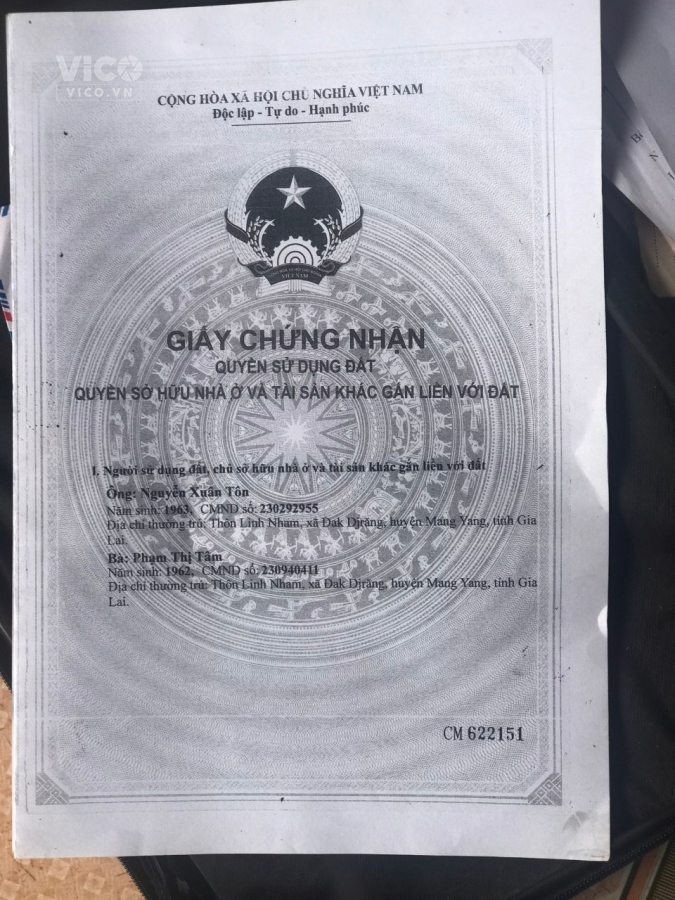 VICO
VICO.VN
CỘNG HÒA XÃ HỘI CHỦ NGHĨA VIỆT NAM
Độc lập - Tự do - Hạnh phúc
VIỆT NAM
GIẤY CHỨNG NHẬN
QUYỀN SỬ DỤNG ĐẤT
QUYỀN SỞ HỮU NHÀ Ở VÀ TÀI SẢN KHÁC GẮN LIỀN VỚI ĐẤT
I. Người sử dụng đất, chủ sở hữu nhà ở và tài sản khác gắn liền với đất
Ông: Nguyễn Xuân Tôn
Năm sinh: 1963, CMND số: 230292955
Địa chỉ thường trú: Thôn Linh Nham, xã Đak Djrăng, huyện Mang Yang, tỉnh Gia
Lai.
Bà: Phạm Thị Tâm
Năm sinh: 1962, CMND số: 230940411
Địa chỉ thường trú: Thôn Linh Nham, xã Đak Djrăng, huyện Mang Yang, tỉnh Gia
Lai.
CM 622151